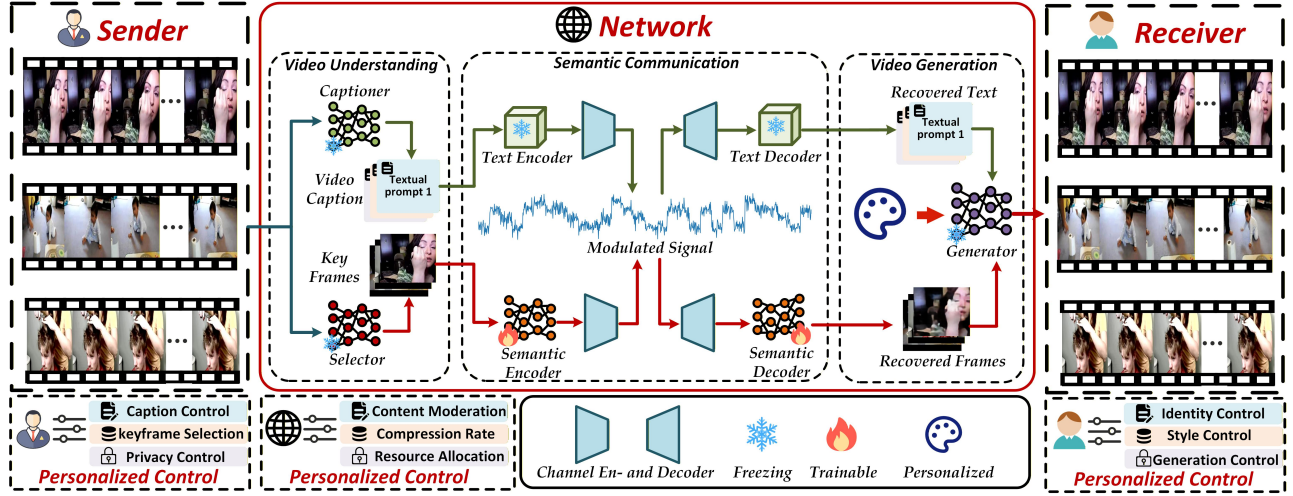 Sender
Network
Receiver
Video Understanding
Semantic Communication
Video Generation
Captioner
Video
Caption
Textual
prompt 1
Key
Frames
Selector
Text Encoder
Text Decoder
Modulated Signal
Semantic
Encoder
Semantic
Decoder
Recovered Text
Textual
prompt 1
Generator
Recovered Frames
Caption Control
keyframe Selection
Privacy Control
Personalized Control
Content Moderation
Compression Rate
Resource Allocation
Personalized Control
Channel En- and Decoder
Freezing
Trainable
Personalized
Identity Control
Style Control
Generation Control
Personalized Control